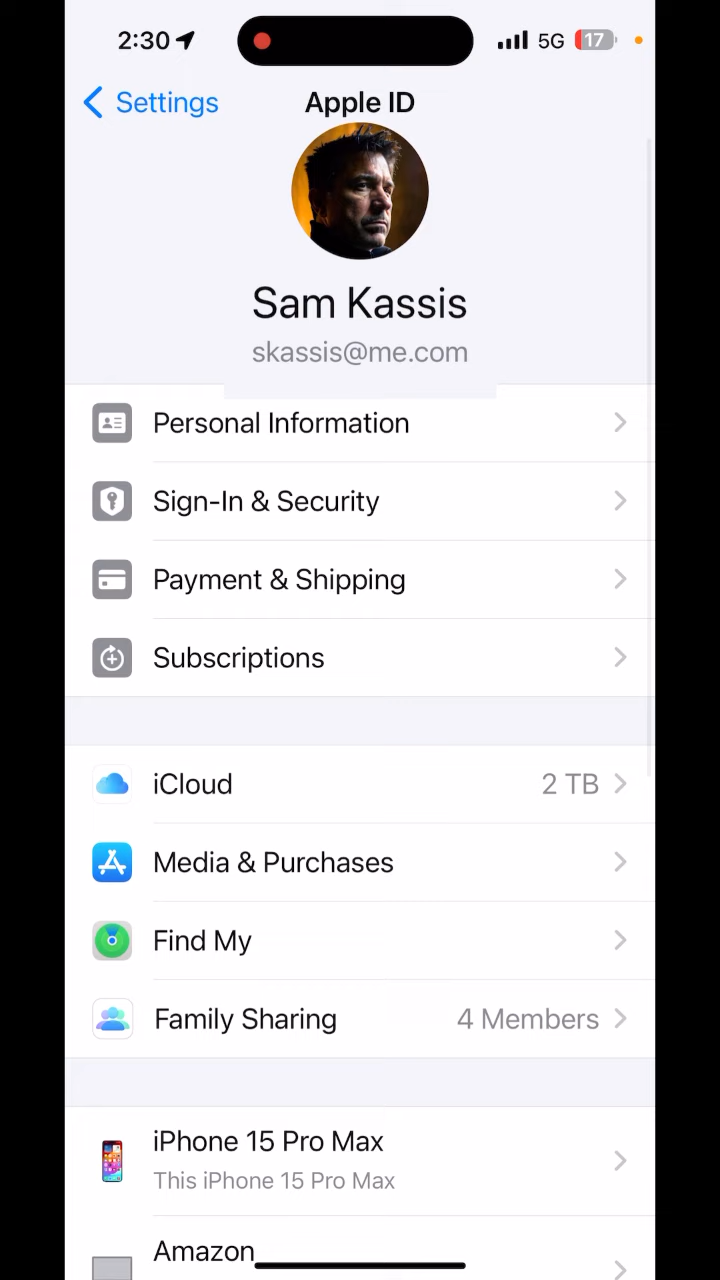 2:30 5G 17
Settings Apple ID
Sam Kassis
skassis@me.com
Personal Information
Sign-In & Security
Payment & Shipping
Subscriptions
iCloud 2 TB
Media & Purchases
Find My
Family Sharing 4 Members
iPhone 15 Pro Max
This iPhone 15 Pro Max
Amazon